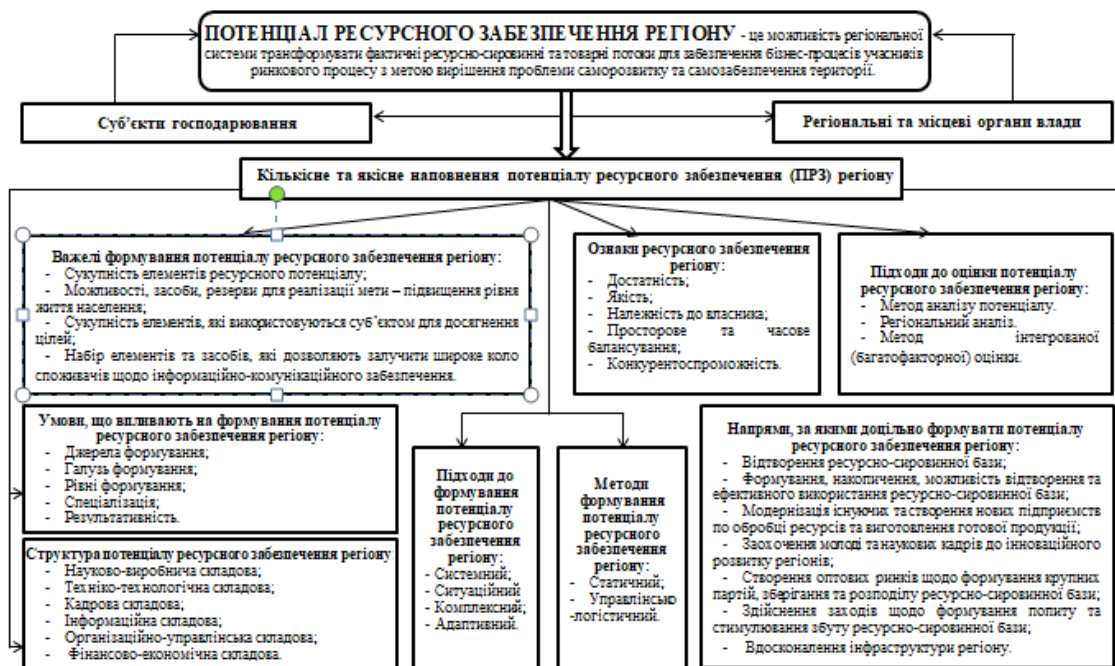 ПОТЕНЦІАЛ РЕСУРСНОГО ЗАБЕЗПЕЧЕННЯ РЕГІОНУ - це можливість регіональної
системи трансформувати фактичні ресурсно-сировинні та товарні потоки для забезпечення бізнес-процесів учасників
ринкового процесу з метою вирішення проблеми саморозвитку та самозабезпечення території.
Суб’єкти господарювання
Регіональні та місцеві органи влади
Кількісне та якісне наповнення потенціалу ресурсного забезпечення (ПРЗ) регіону
Важелі формування потенціалу ресурсного забезпечення регіону:
- Сукупність елементів ресурсного потенціалу;
- Можливості, засоби, резерви для реалізації мети – підвищення рівня
життя населення;
- Сукупність елементів, які використовуються суб’єктом для досягнення
цілей;
- Набір елементів та засобів, які дозволяють залучити широке коло
споживачів щодо інформаційно-комунікаційного забезпечення.
Ознаки ресурсного забезпечення
регіону:
- Достатність;
- Якість;
- Належність до власника;
- Просторове та часове
балансування;
- Конкурентоспроможність.
Підходи до оцінки потенціалу
ресурсного забезпечення регіону:
- Метод аналізу потенціалу.
- Регіональний аналіз.
- Метод інтегрованої
(багатофакторної) оцінки.
Умови, що впливають на формування потенціалу
ресурсного забезпечення регіону:
- Джерела формування;
- Галузь формування;
- Рівні формування;
- Спеціалізація;
- Результативність.
Структура потенціалу ресурсного забезпечення регіону
- Науково-виробнича складова;
- Техніко-технологічна складова;
- Кадрова складова;
- Інформаційна складова;
- Організаційно-управлінська складова;
- Фінансово-економічна складова.
Підходи до
формування
потенціалу
ресурсного
забезпечення
регіону:
- Системний;
- Ситуаційний
- Комплексний;
- Адаптивний.
Методи
формування
потенціалу
ресурсного
забезпечення
регіону:
- Статичний;
- Управлінсько
-логістичний.
Напрями, за якими доцільно формувати потенціалу
ресурсного забезпечення регіону:
- Відтворення ресурсно-сировинної бази;
- Формування, накопичення, можливість відтворення та
ефективного використання ресурсно-сировинної бази;
- Модернізація існуючих та створення нових підприємств
по обробці ресурсів та виготовлення готової продукції;
- Заохочення молоді та наукових кадрів до інноваційного
розвитку регіонів;
- Створення оптових ринків щодо формування крупних
партій, зберігання та розподілу ресурсно-сировинної бази;
- Здійснення заходів щодо формування попиту та
стимулювання збуту ресурсно-сировинної бази;
- Вдосконалення інфраструктури регіону.